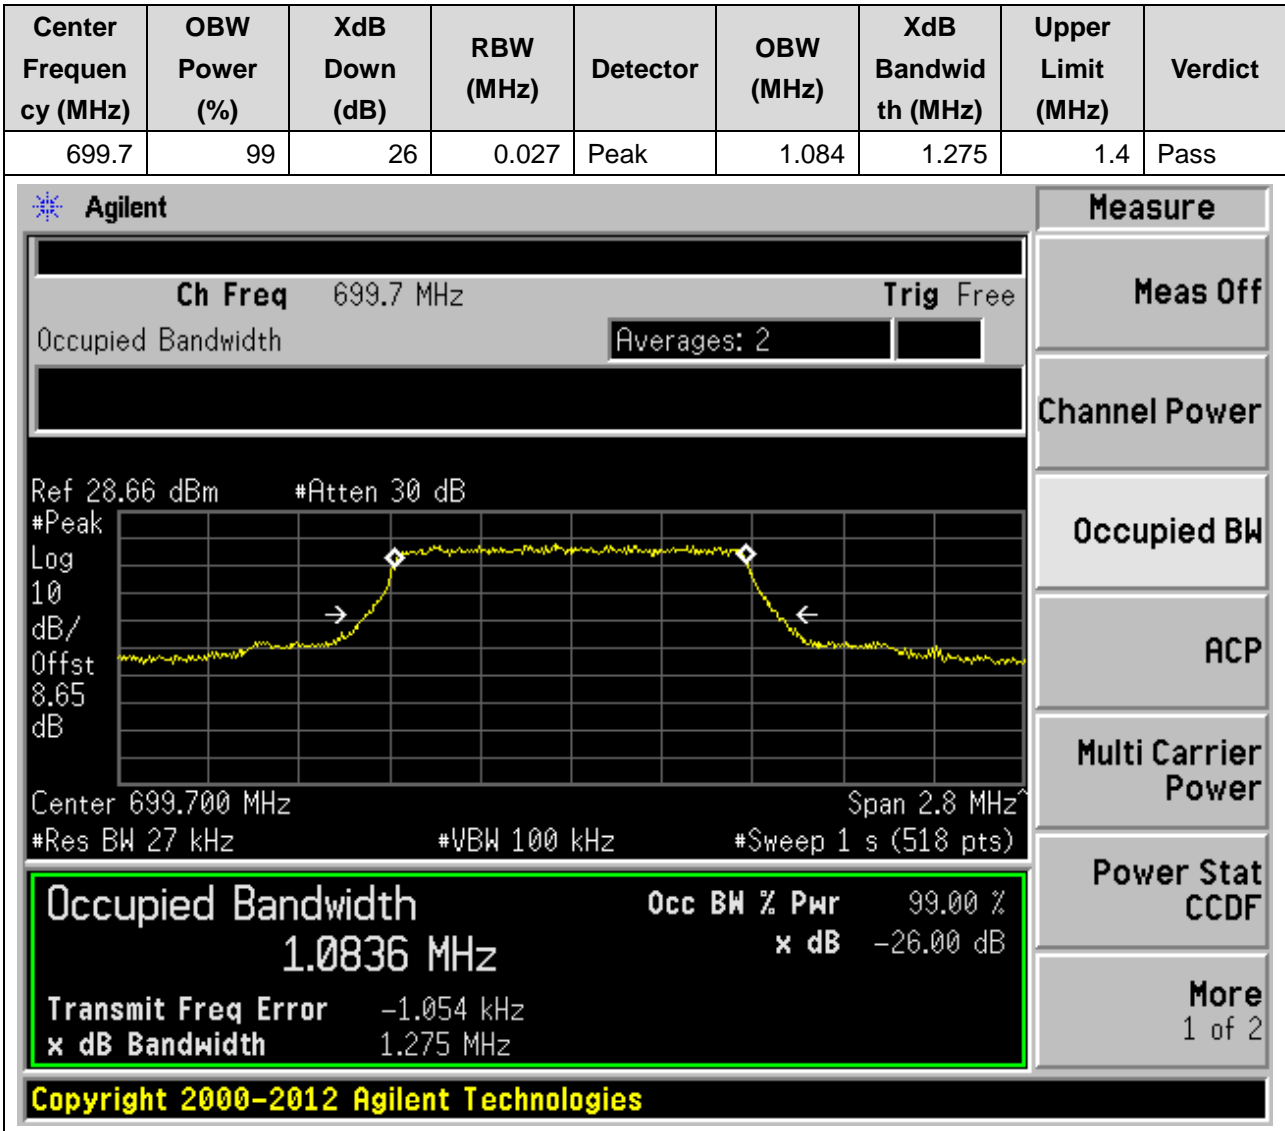 Center Frequen cy (MHz) OBW Power (%) XdB Down (dB) RBW (MHz) Detector OBW (MHz) XdB Bandwid th (MHz) Upper Limit (MHz) Verdict
699.7 99 26 0.027 Peak 1.084 1.275 1.4 Pass
Agilent
Measure
Ch Freq 699.7 MHz Trig Free
Meas Off
Occupied Bandwidth Averages: 2
Channel Power
Ref 28.66 dBm #Atten 30 dB
#Peak
Log
10
dB/
Offst
8.65
dB
Occupied BW
ACP
Multi Carrier
Power
Center 699.700 MHz Span 2.8 MHz^
#Res BW 27 kHz #VBW 100 kHz #Sweep 1 s (518 pts)
Power Stat
CCDF
Occupied Bandwidth Occ BW % Pwr 99.00 %
1.0836 MHz x dB -26.00 dB
Transmit Freq Error -1.054 kHz
x dB Bandwidth 1.275 MHz
More
1 of 2
Copyright 2000-2012 Agilent Technologies